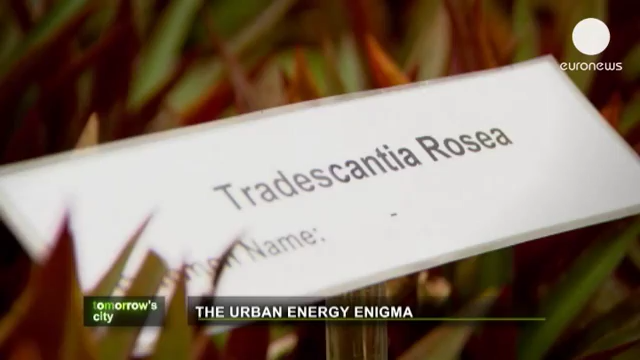 euronews
Tradescantia Rosea
Name: -
tomorrow's
city
THE URBAN ENERGY ENIGMA